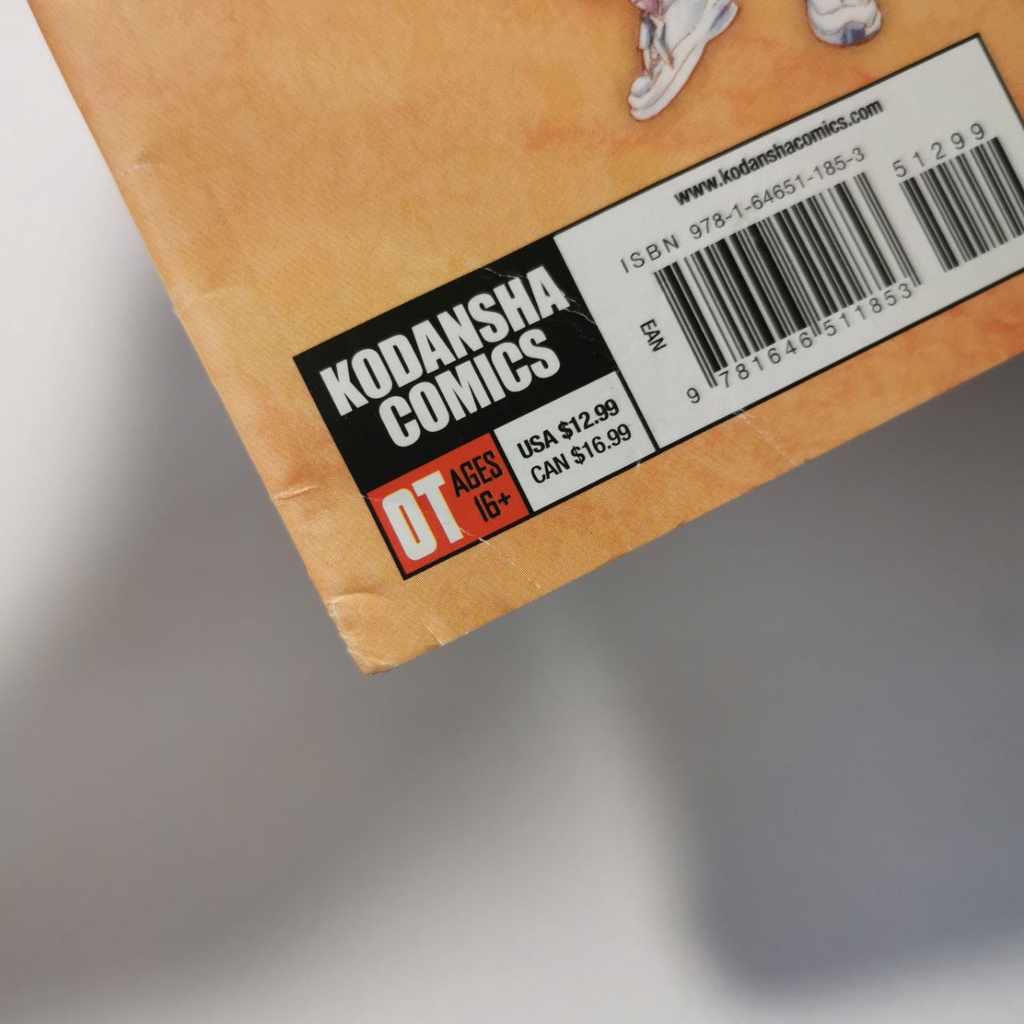 KODANSHA
COMICS
OT
AGES
16+
USA $12.99
CAN $16.99
www.kodanshacomics.com
ISBN 978-1-64651-185-3
51299
EAN
9 781646 511853